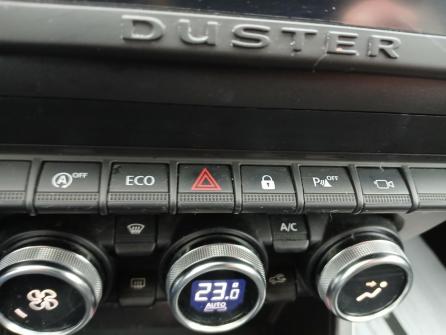 DUSTER
A OFF ECO P OFF
A/C
23.0
AUTO